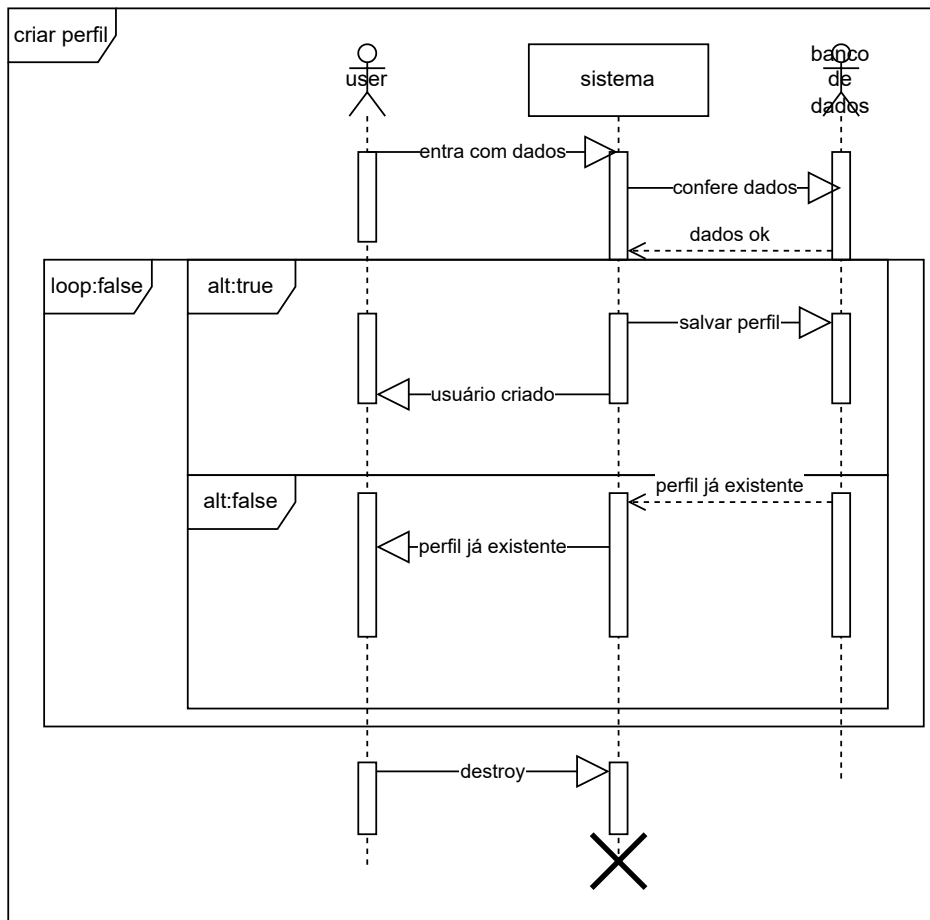 criar perfil
user
sistema
banco
de
dados
entra com dados
confere dados
dados ok
loop:false
alt:true
salvar perfil
usuário criado
alt:false
perfil já existente
perfil já existente
destroy